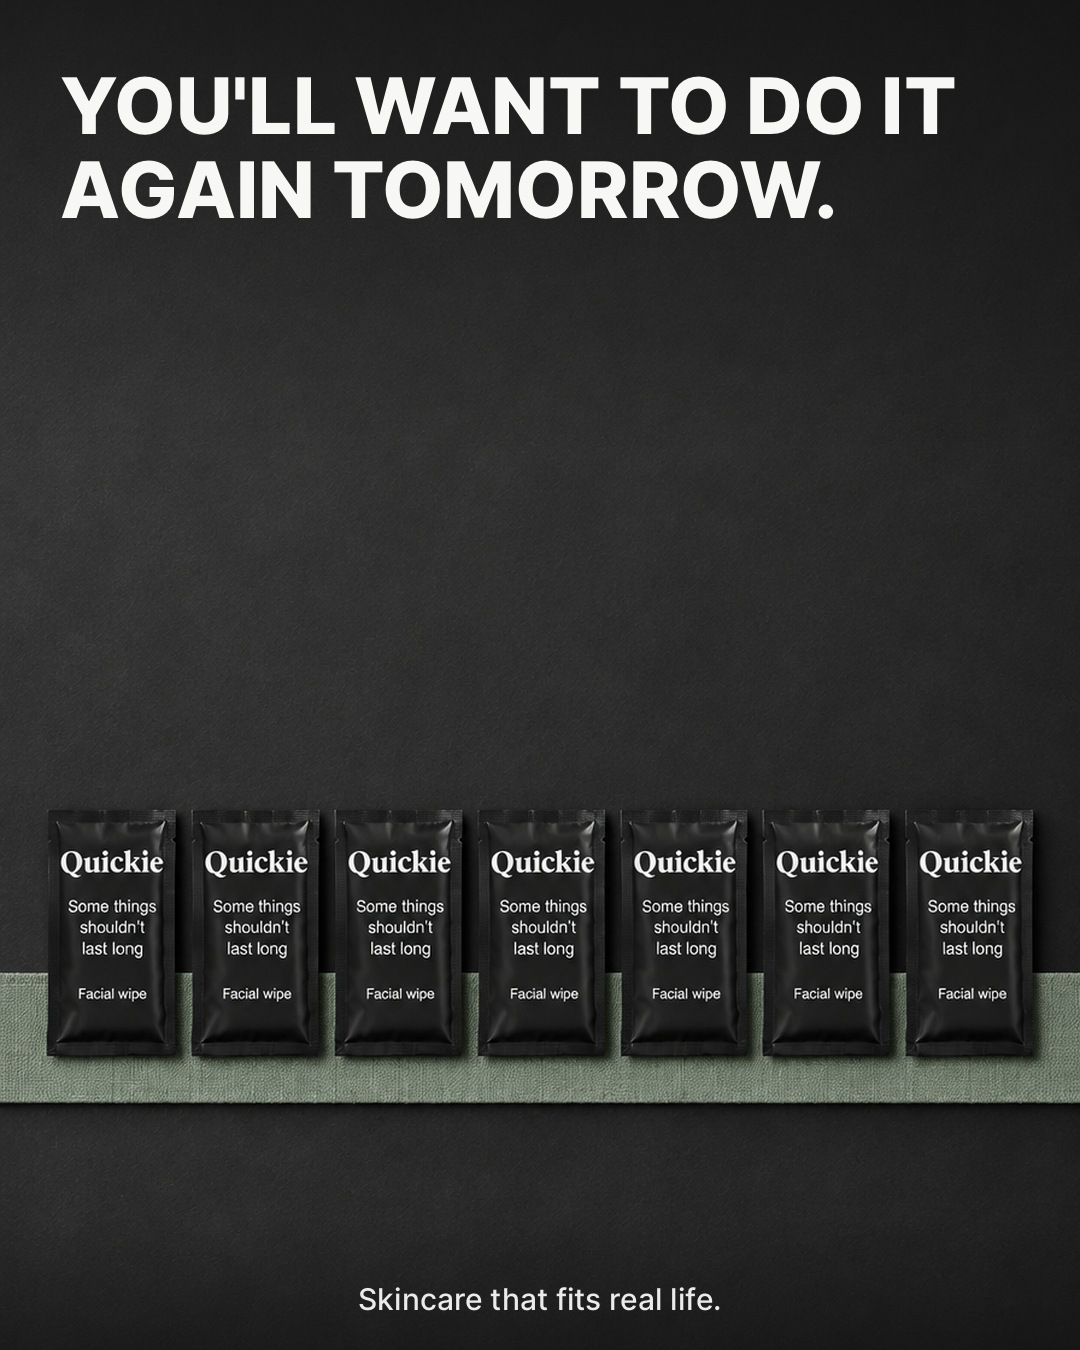 YOU'LL WANT TO DO IT
AGAIN TOMORROW.
Quickie
Some things
shouldn't
last long
Facial wipe
Quickie
Some things
shouldn't
last long
Facial wipe
Quickie
Some things
shouldn't
last long
Facial wipe
Quickie
Some things
shouldn't
last long
Facial wipe
Quickie
Some things
shouldn't
last long
Facial wipe
Quickie
Some things
shouldn't
last long
Facial wipe
Quickie
Some things
shouldn't
last long
Facial wipe
Skincare that fits real life.